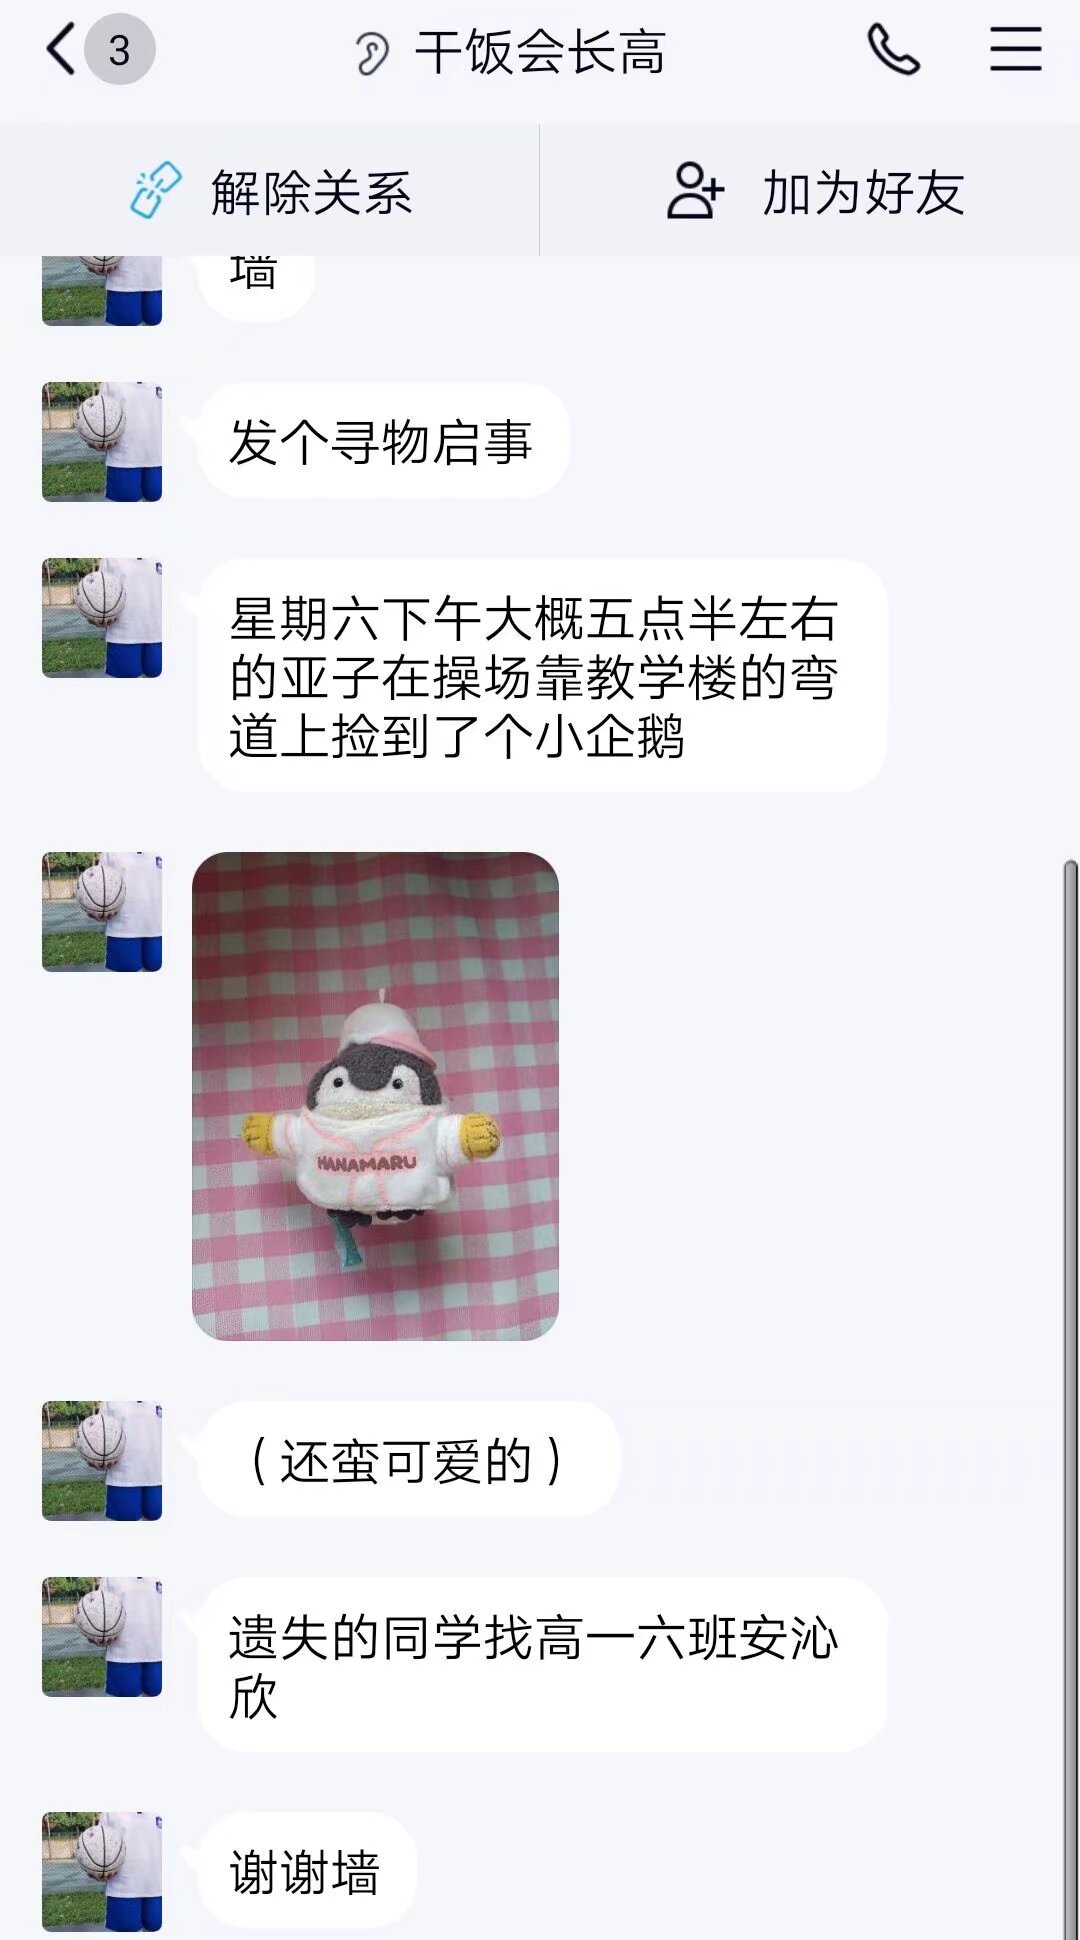 3
干饭会长高
解除关系
加为好友
墙
发个寻物启事
星期六下午大概五点半左右
的亚子在操场靠教学楼的弯
道上捡到了个小企鹅
HANAMARU
（还蛮可爱的）
遗失的同学找高一六班安沁
欣
谢谢墙